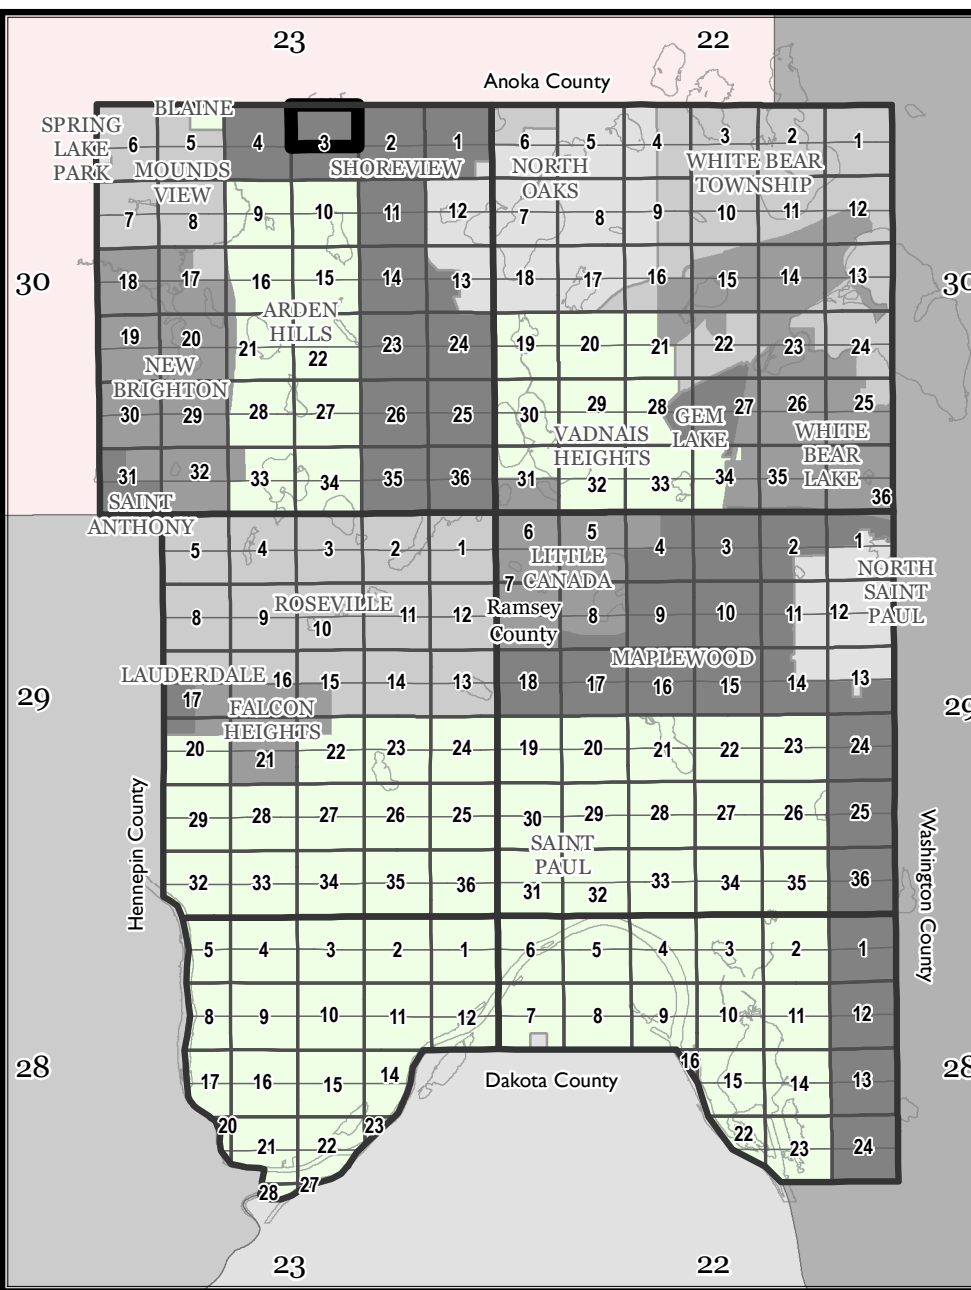 23 22
Anoka County
BLAINE
SPRING
LAKE
PARK
6 5 4 3 2 1 6 5 4 3 2 1
MOUNDS
VIEW
SHOREVIEW
NORTH
OAKS
WHITE BEAR
TOWNSHIP
7 8 9 10 11 12 7 8 9 10 11 12
30 18 17 16 15 14 13 18 17 16 15 14 13 30
ARDEN
HILLS
19 20 21 22 23 24 19 20 21 22 23 24
NEW
BRIGHTON
30 29 28 27 26 25 30 29 28 27 26 25
GEM
LAKE
VADNAIS
HEIGHTS
WHITE
BEAR
LAKE
31 32 33 34 35 36 31 32 33 34 35 36
SAINT
ANTHONY
5 4 3 2 1 6 5 4 3 2 1
LITTLE
CANADA
NORTH
SAINT
PAUL
8 9 10 11 12 7 8 9 10 11 12
ROSEVILLE
Ramsey
County
MAPLEWOOD
LAUDERDALE
29 17 16 15 14 13 18 17 16 15 14 13 29
FALCON
HEIGHTS
20 21 22 23 24 19 20 21 22 23 24
29 28 27 26 25 30 29 28 27 26 25
SAINT
PAUL
32 33 34 35 36 31 32 33 34 35 36
Hennepin County
Washington County
5 4 3 2 1 6 5 4 3 2 1
8 9 10 11 12 7 8 9 10 11 12
28 17 16 15 14 16 15 14 13 28
Dakota County
20 21 22 23 22 23 24
28 27
23 22